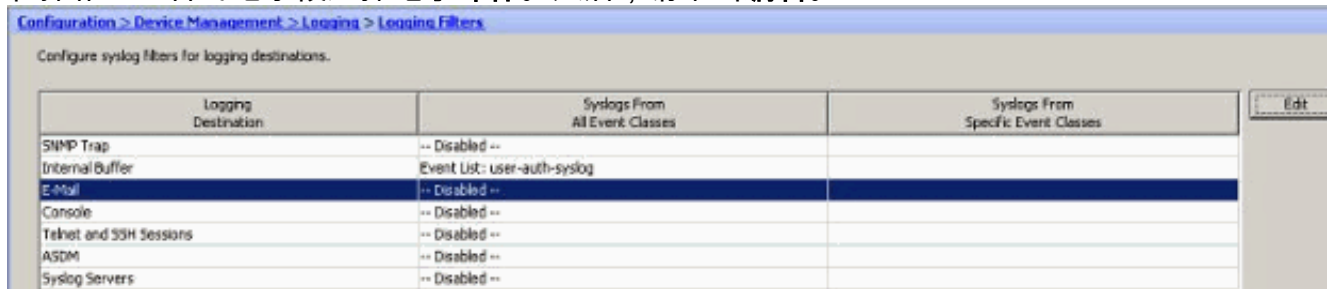 Configuration > Device Management > Logging > Logging Filters
Configure syslog filters for logging destinations.
Logging Destination Syslogs From All Event Classes Syslogs From Specific Event Classes Edit
SNMP Trap -- Disabled --
Internal Buffer Event List: user-auth-syslog
E-Mail -- Disabled --
Console -- Disabled --
Telnet and SSH Sessions -- Disabled --
ASDM -- Disabled --
Syslog Servers -- Disabled --